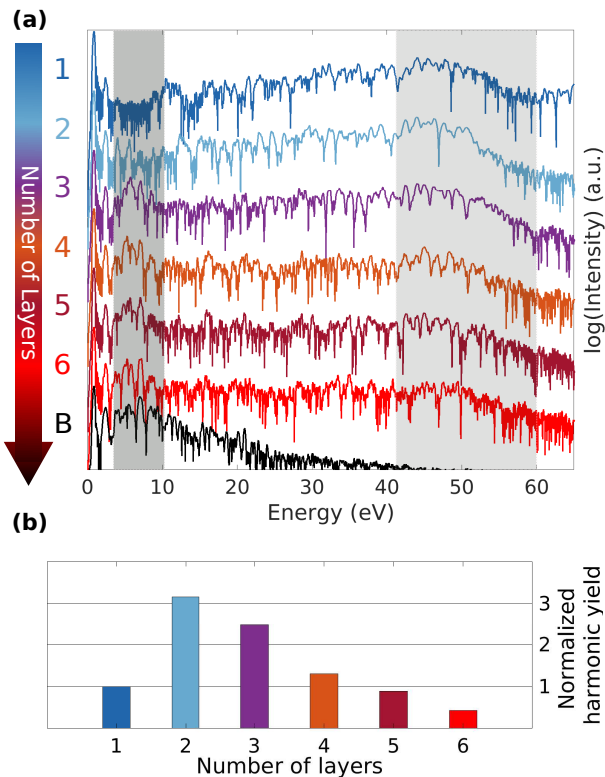 (a)
1
2
3
4
5
6
B
Number of Layers
log(Intensity) (a.u.)
0 10 20 30 40 50 60
Energy (eV)
(b)
3
2
1
Normalized
harmonic yield
1 2 3 4 5 6
Number of layers